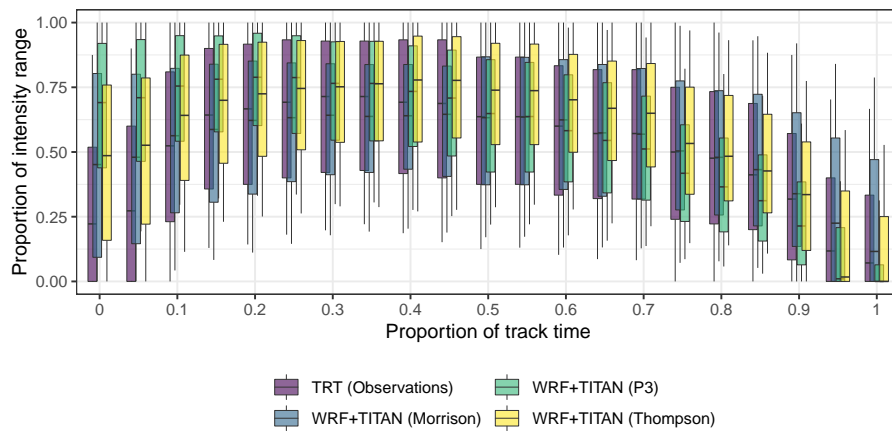 1.00
0.75
0.50
0.25
0.00
Proportion of intensity range
0 0.1 0.2 0.3 0.4 0.5 0.6 0.7 0.8 0.9 1
Proportion of track time
TRT (Observations) WRF+TITAN (P3)
WRF+TITAN (Morrison) WRF+TITAN (Thompson)